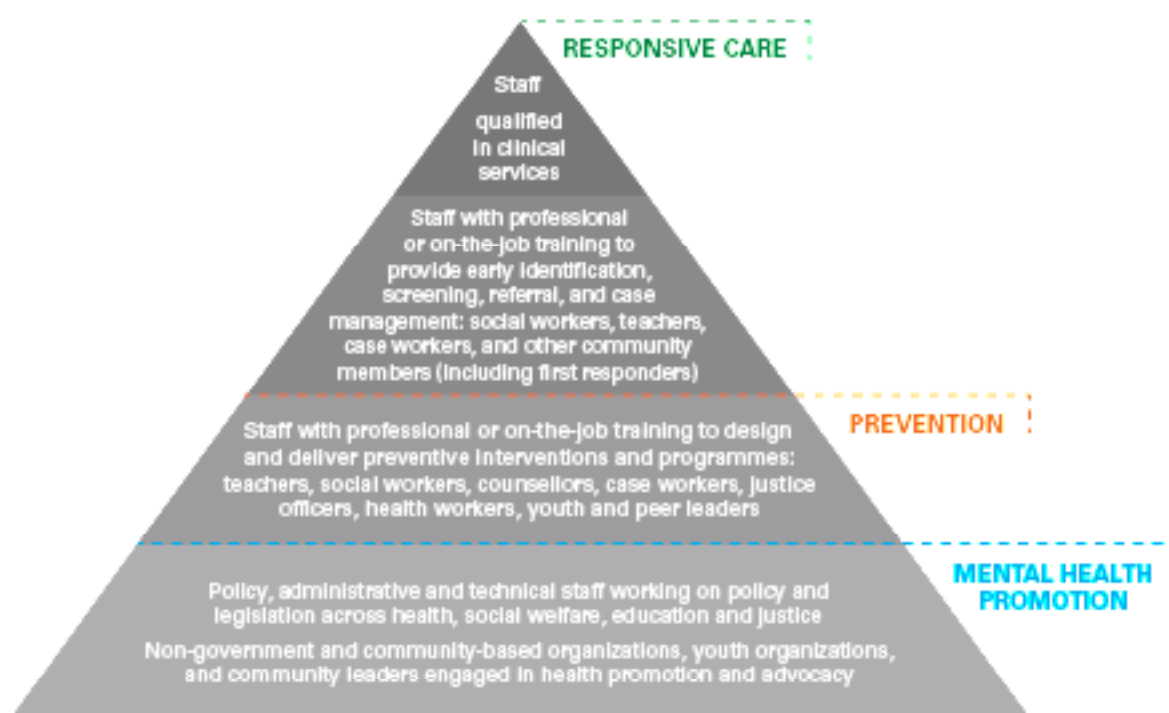 RESPONSIVE CARE
Staff
qualified
in clinical
services
Staff with professional
or on-the-job training to
provide early identification,
screening, referral, and case
management: social workers, teachers,
case workers, and other community
members (including first responders)
PREVENTION
Staff with professional or on-the-job training to design
and deliver preventive interventions and programmes:
teachers, social workers, counsellors, case workers, justice
officers, health workers, youth and peer leaders
MENTAL HEALTH
PROMOTION
Policy, administrative and technical staff working on policy and
legislation across health, social welfare, education and justice
Non-government and community-based organizations, youth organizations,
and community leaders engaged in health promotion and advocacy